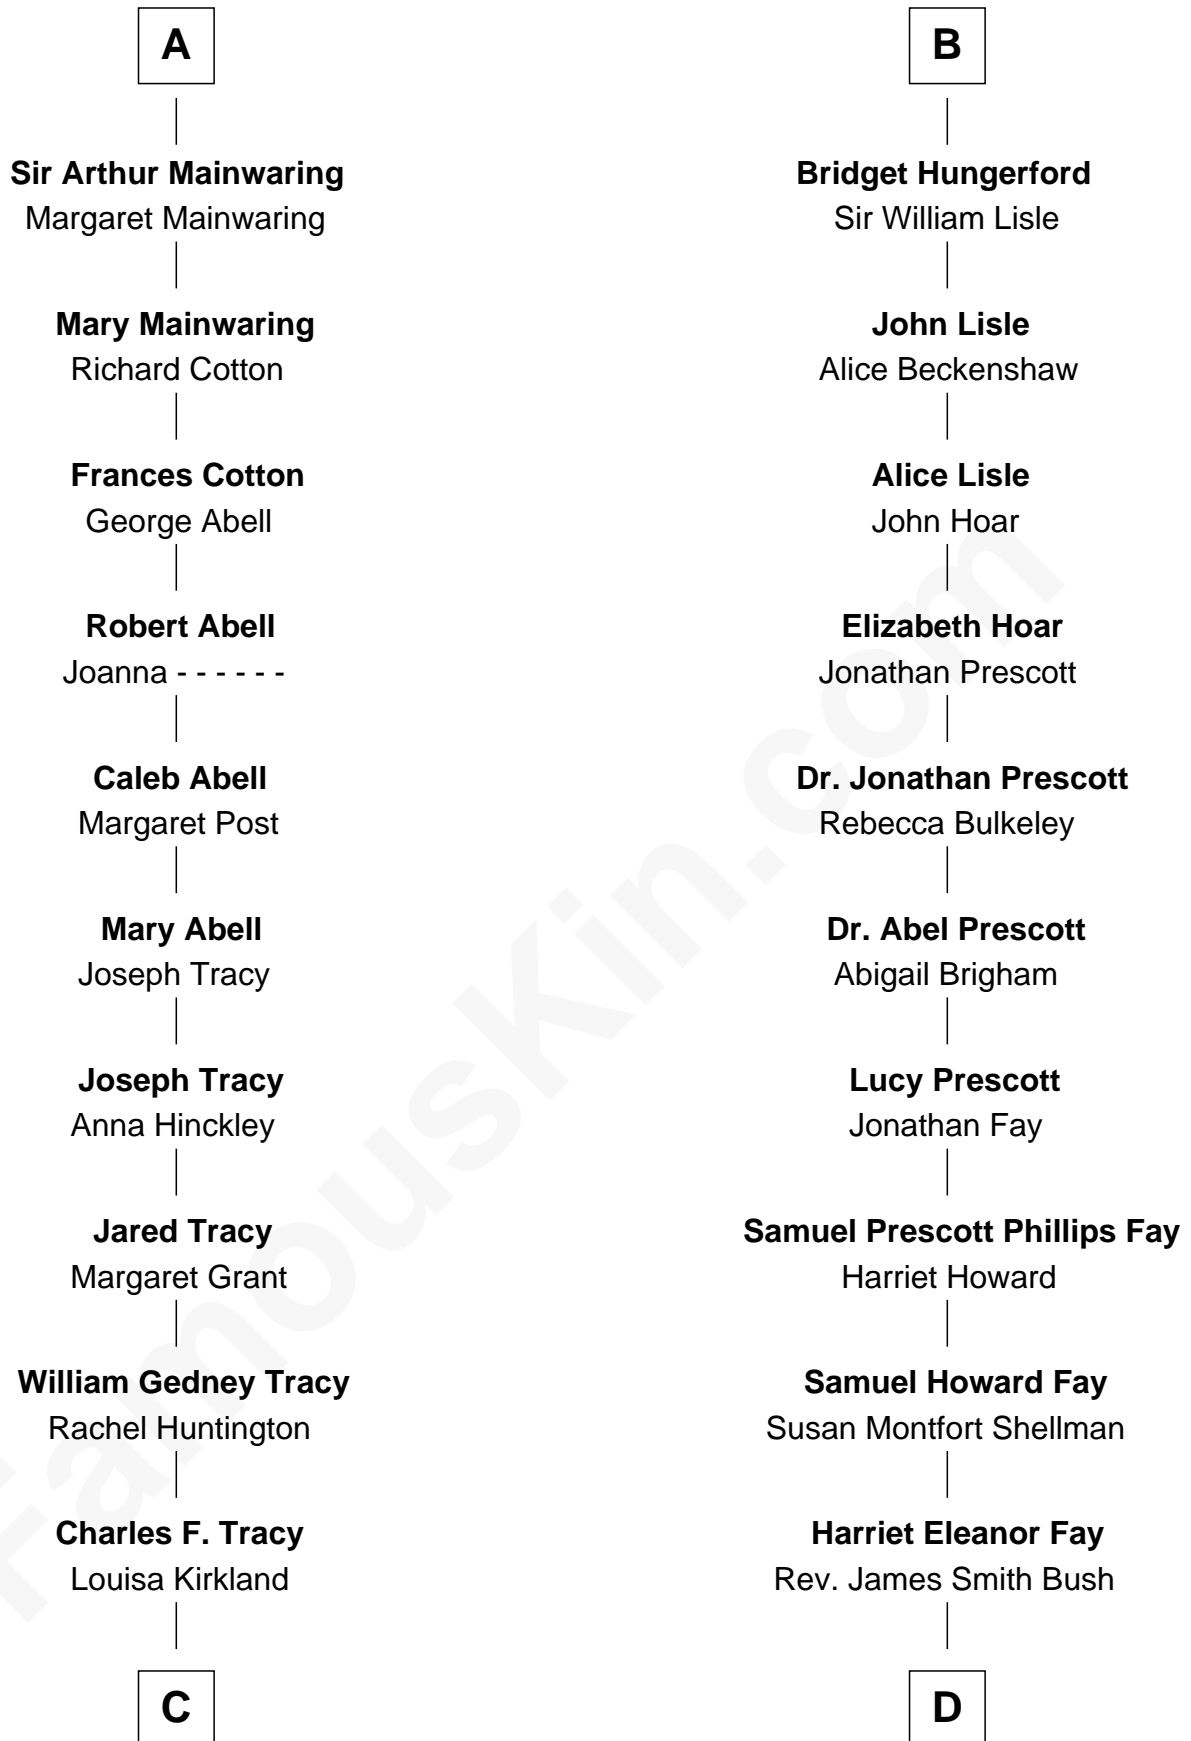 A
Sir Arthur Mainwaring
Margaret Mainwaring
Mary Mainwaring
Richard Cotton
Frances Cotton
George Abell
Robert Abell
Joanna - - - - - -
Caleb Abell
Margaret Post
Mary Abell
Joseph Tracy
Joseph Tracy
Anna Hinckley
Jared Tracy
Margaret Grant
William Gedney Tracy
Rachel Huntington
Charles F. Tracy
Louisa Kirkland
C
B
Bridget Hungerford
Sir William Lisle
John Lisle
Alice Beckenshaw
Alice Lisle
John Hoar
Elizabeth Hoar
Jonathan Prescott
Dr. Jonathan Prescott
Rebecca Bulkeley
Dr. Abel Prescott
Abigail Brigham
Lucy Prescott
Jonathan Fay
Samuel Prescott Phillips Fay
Harriet Howard
Samuel Howard Fay
Susan Montfort Shellman
Harriet Eleanor Fay
Rev. James Smith Bush
D
FamousKin.com